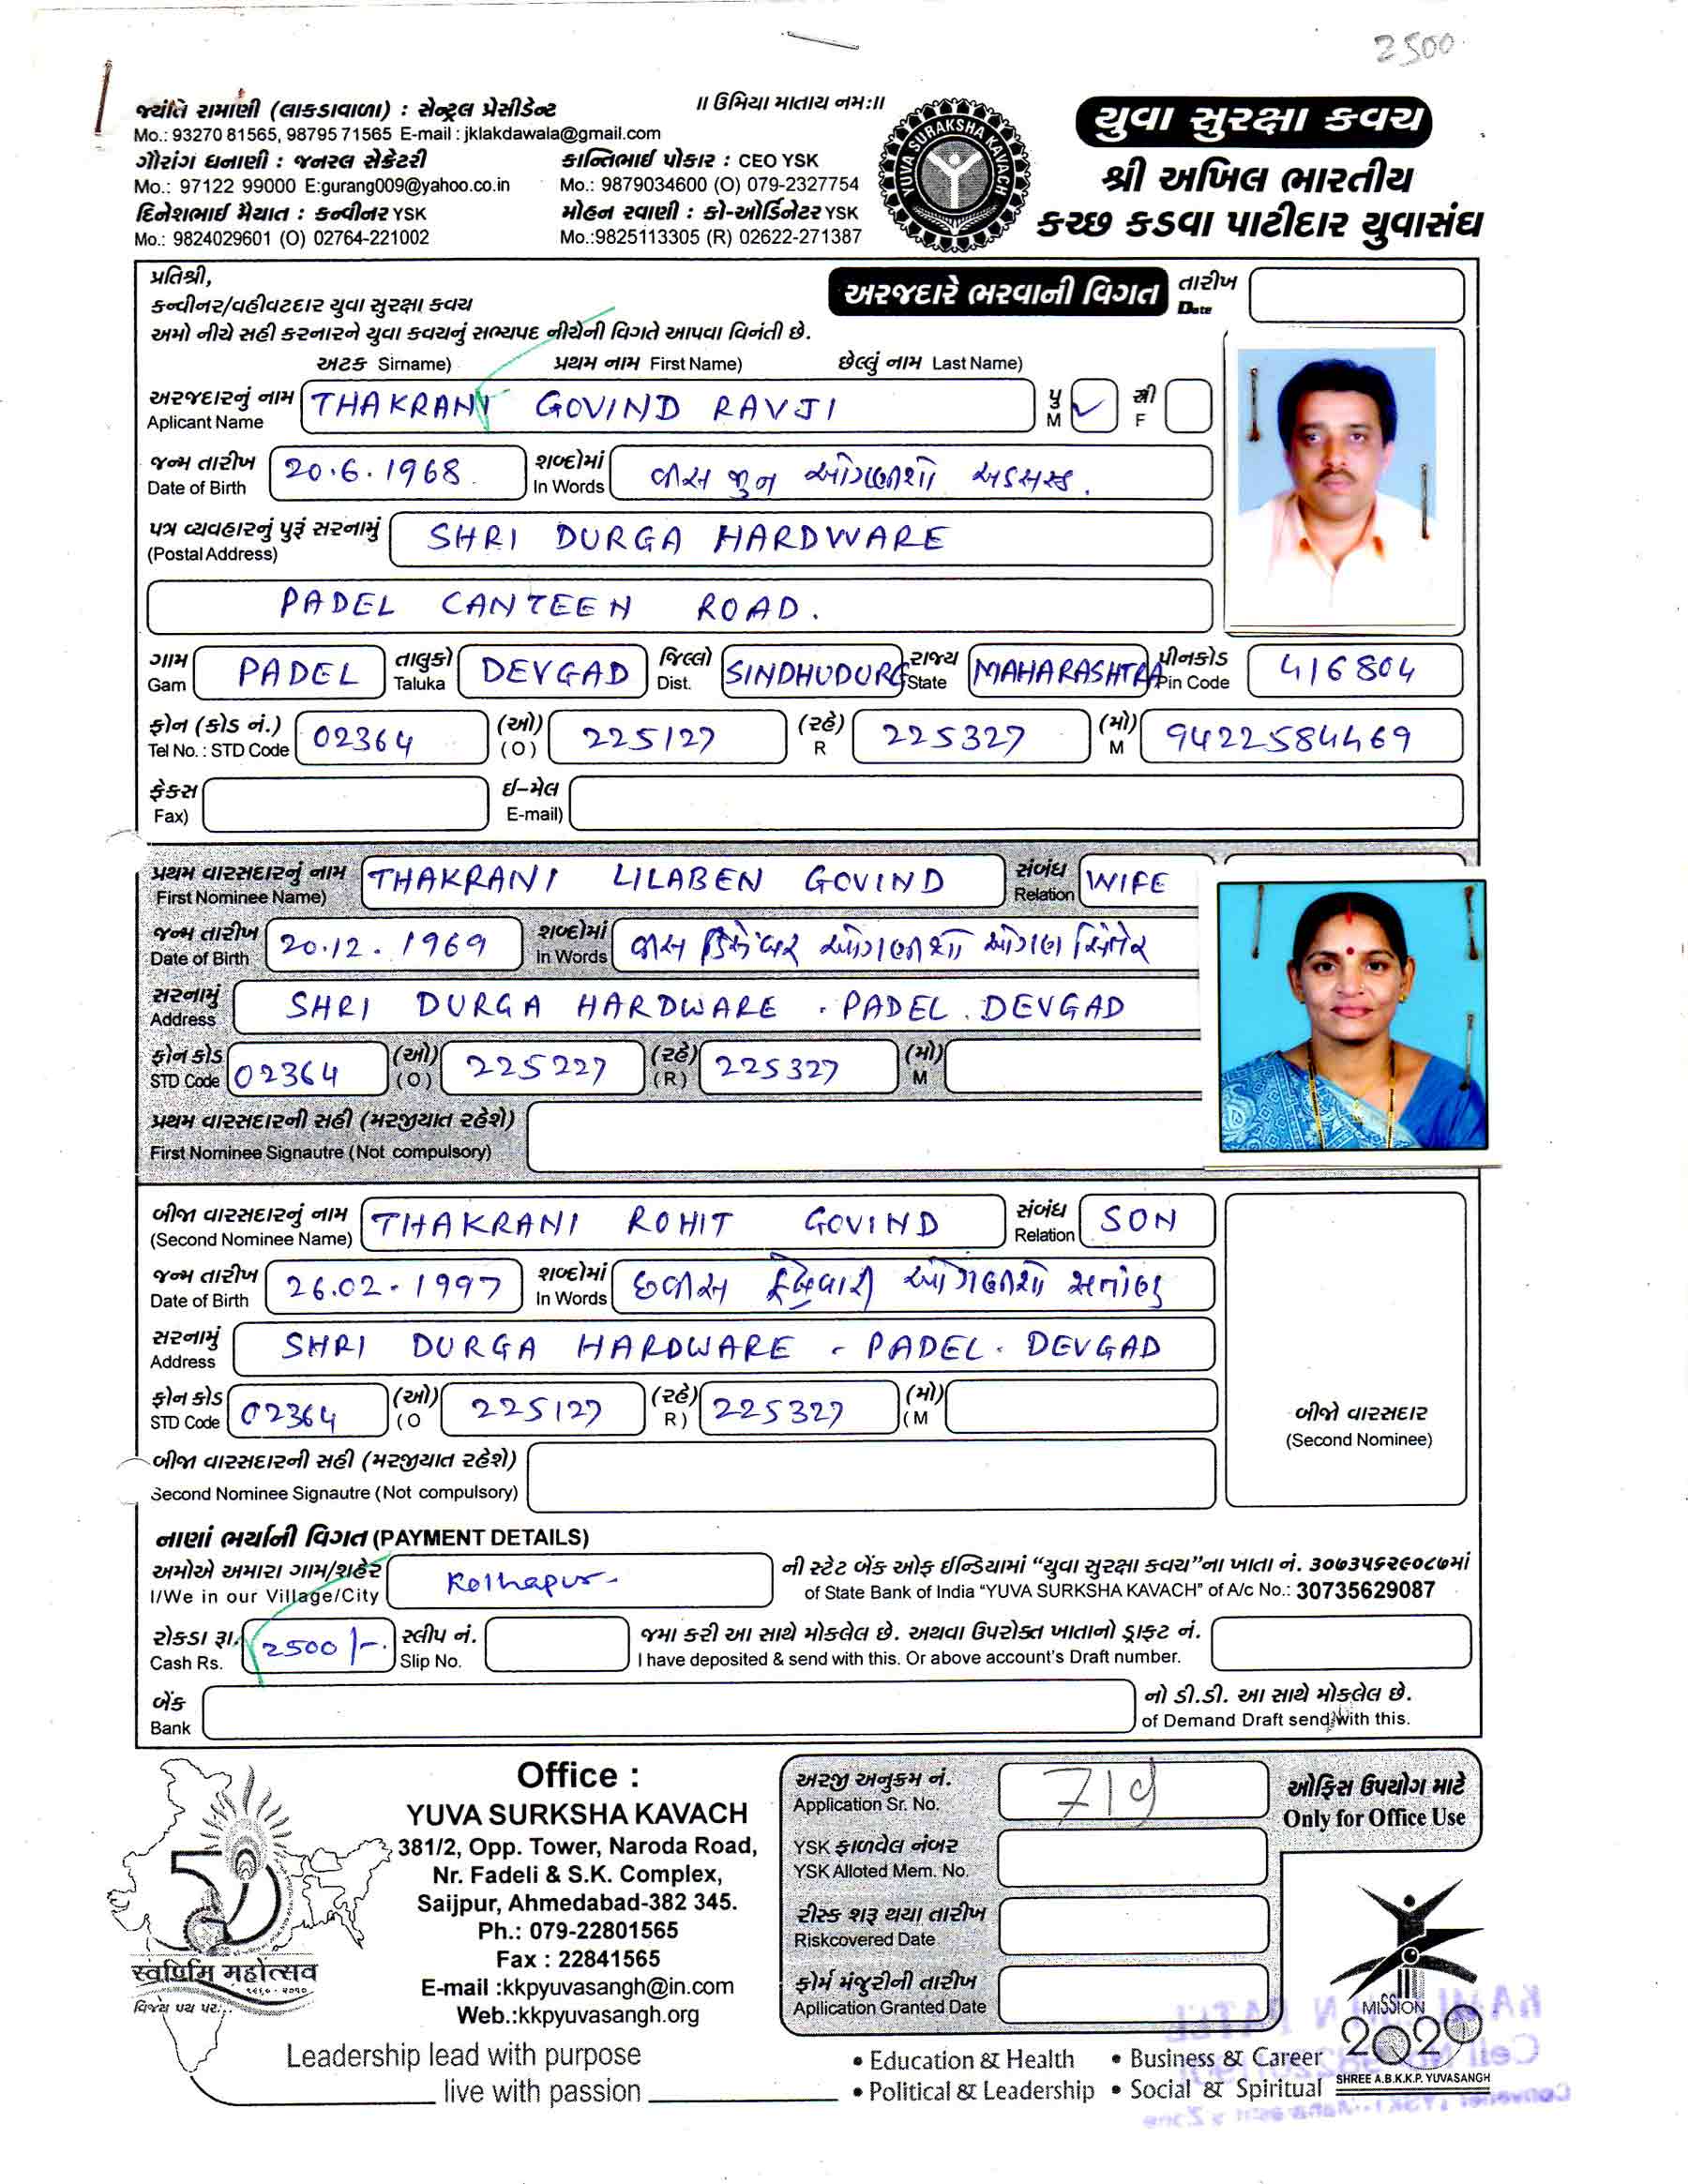 2500
॥ ઉમિયા માતાય નમઃ॥
જ્યંતિ રામાણી (લાકડાવાળા) : સેન્ટ્રલ પ્રેસીડેન્ટ
Mo.: 93270 81565, 98795 71565 E-mail : jklakdawala@gmail.com
ગૌરાંગ ધનાણી : જનરલ સેક્રેટરી
Mo.: 97122 99000 E:gurang009@yahoo.co.in
દિનેશભાઈ મૈયાત : કન્વીનર YSK
Mo.: 9824029601 (O) 02764-221002
કાન્તિભાઈ પોકાર : CEO YSK
Mo.: 9879034600 (O) 079-2327754
મોહન રવાણી : કો-ઓર્ડિનેટર YSK
Mo.:9825113305 (R) 02622-271387
YUVA SURAKSHA KAVACH
યુવા સુરક્ષા કવચ
શ્રી અખિલ ભારતીય
કચ્છ કડવા પાટીદાર યુવાસંઘ
પ્રતિશ્રી,
કન્વીનર/વહીવટદાર યુવા સુરક્ષા કવચ
અરજદારે ભરવાની વિગત
તારીખ
Date
અમો નીચે સહી કરનારને યુવા કવચનું સભ્યપદ નીચેની વિગતે આપવા વિનંતી છે.
અટક Sirname) પ્રથમ નામ First Name) છેલ્લું નામ Last Name)
અરજદારનું નામ THAKRANI GOVIND RAVJI પુ ✓ સ્ત્રી
Aplicant Name M F
જન્મ તારીખ 20.6.1968. શબ્દોમાં વીસ જુન ઓગણીશો અડસઠ.
Date of Birth In Words
પત્ર વ્યવહારનું પુરૂં સરનામું SHRI DURGA HARDWARE
(Postal Address)
PADEL CANTEEN ROAD.
ગામ PADEL તાલુકો DEVGAD જિલ્લો SINDHUDURG રાજ્ય MAHARASHTRA પીનકોડ 416804
Gam Taluka Dist. State Pin Code
ફોન (કોડ નં.) 02364 (ઓ) 225127 (રહે) 225327 (મો) 9422584469
Tel No. : STD Code (O) R M
ફેકસ ઈ-મેલ
Fax) E-mail)
પ્રથમ વારસદારનું નામ THAKRANI LILABEN GOVIND સંબંધ WIFE
First Nominee Name) Relation
જન્મ તારીખ 20.12.1969 શબ્દોમાં વીસ ડિસેંબર ઓગણીશો
Date of Birth In Words
સરનામું SHRI DURGA HARDWARE . PADEL . DEVGAD
Address
ફોન કોડ 02364 (ઓ) 225227 (રહે) 225327 (મો)
STD Code (O) (R) M
પ્રથમ વારસદારની સહી (મરજીયાત રહેશે)
First Nominee Signautre (Not compulsory)
બીજા વારસદારનું નામ THAKRANI ROHIT GOVIND સંબંધ SON
(Second Nominee Name) Relation
જન્મ તારીખ 26.02.1997 શબ્દોમાં છવીસ ફેબ્રુવારી ઓગણીશો સતાણુ
Date of Birth In Words
સરનામું SHRI DURGA HARDWARE - PADEL. DEVGAD
Address
ફોન કોડ 02364 (ઓ) 225127 (રહે) 225327 (મો)
STD Code (O R) (M
બીજો વારસદાર
(Second Nominee)
બીજા વારસદારની સહી (મરજીયાત રહેશે)
Second Nominee Signautre (Not compulsory)
નાણાં ભર્યાની વિગત (PAYMENT DETAILS)
અમોએ અમારા ગામ/શહેર Kolhapur- ની સ્ટેટ બેંક ઓફ ઈન્ડિયામાં “યુવા સુરક્ષા કવચ”ના ખાતા નં. ૩૦૭૩૫૬૨૯૦૮૭માં
I/We in our Village/City of State Bank of India “YUVA SURKSHA KAVACH” of A/c No.: 30735629087
રોકડા રૂા. 2500/-. સ્લીપ નં. જમા કરી આ સાથે મોકલેલ છે. અથવા ઉપરોક્ત ખાતાનો ડ્રાફ્ટ નં.
Cash Rs. Slip No. I have deposited & send with this. Or above account's Draft number.
બેંક નો ડી.ડી. આ સાથે મોકલેલ છે.
Bank of Demand Draft send with this.
50
स्वर्णिम महोत्सव
૧૯૬૦ - ૨૦૧૦
વિજય પથ પર...
Office :
YUVA SURKSHA KAVACH
381/2, Opp. Tower, Naroda Road,
Nr. Fadeli & S.K. Complex,
Saijpur, Ahmedabad-382 345.
Ph.: 079-22801565
Fax : 22841565
E-mail :kkpyuvasangh@in.com
Web.:kkpyuvasangh.org
અરજી અનુક્રમ નં. 719
Application Sr. No.
YSK ફાળવેલ નંબર
YSK Alloted Mem. No.
રીસ્ક શરૂ થયા તારીખ
Riskcovered Date
ફોર્મ મંજુરીની તારીખ
Apllication Granted Date
ઓફિસ ઉપયોગ માટે
Only for Office Use
MISSION
2020
SHREE A.B.K.K.P. YUVASANGH
Leadership lead with purpose
live with passion
• Education & Health • Business & Career
• Political & Leadership • Social & Spiritual